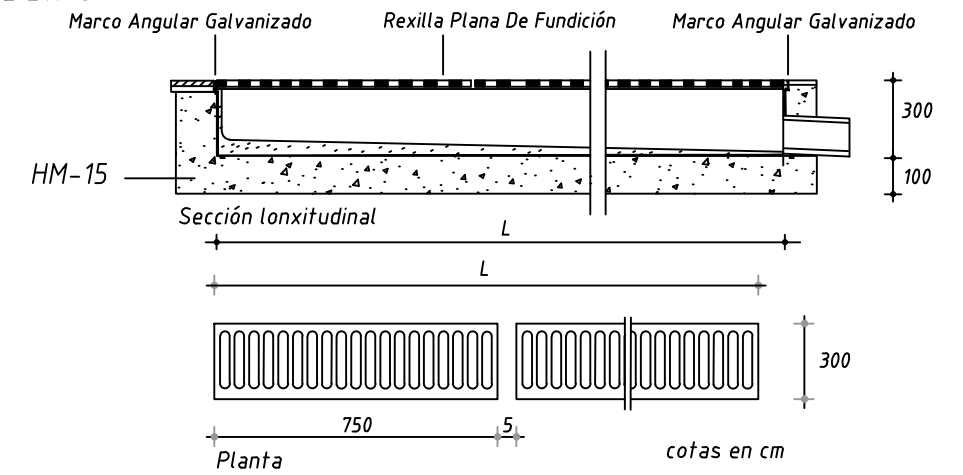 Marco Angular Galvanizado
Rexilla Plana De Fundición
Marco Angular Galvanizado
300
HM-15
100
Sección lonxitudinal
L
L
300
750
5
Planta
cotas en cm